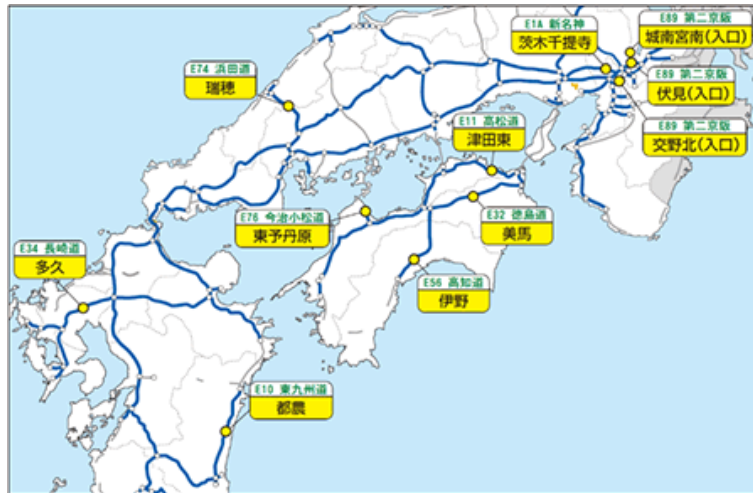 E1A 新名神
茨木千提寺
E89 第二京阪
城南宮南(入口)
E74 浜田道
瑞穂
E89 第二京阪
伏見(入口)
E11 高松道
津田東
E89 第二京阪
交野北(入口)
E76 今治小松道
東予丹原
E32 徳島道
美馬
E34 長崎道
多久
E56 高知道
伊野
E10 東九州道
都農